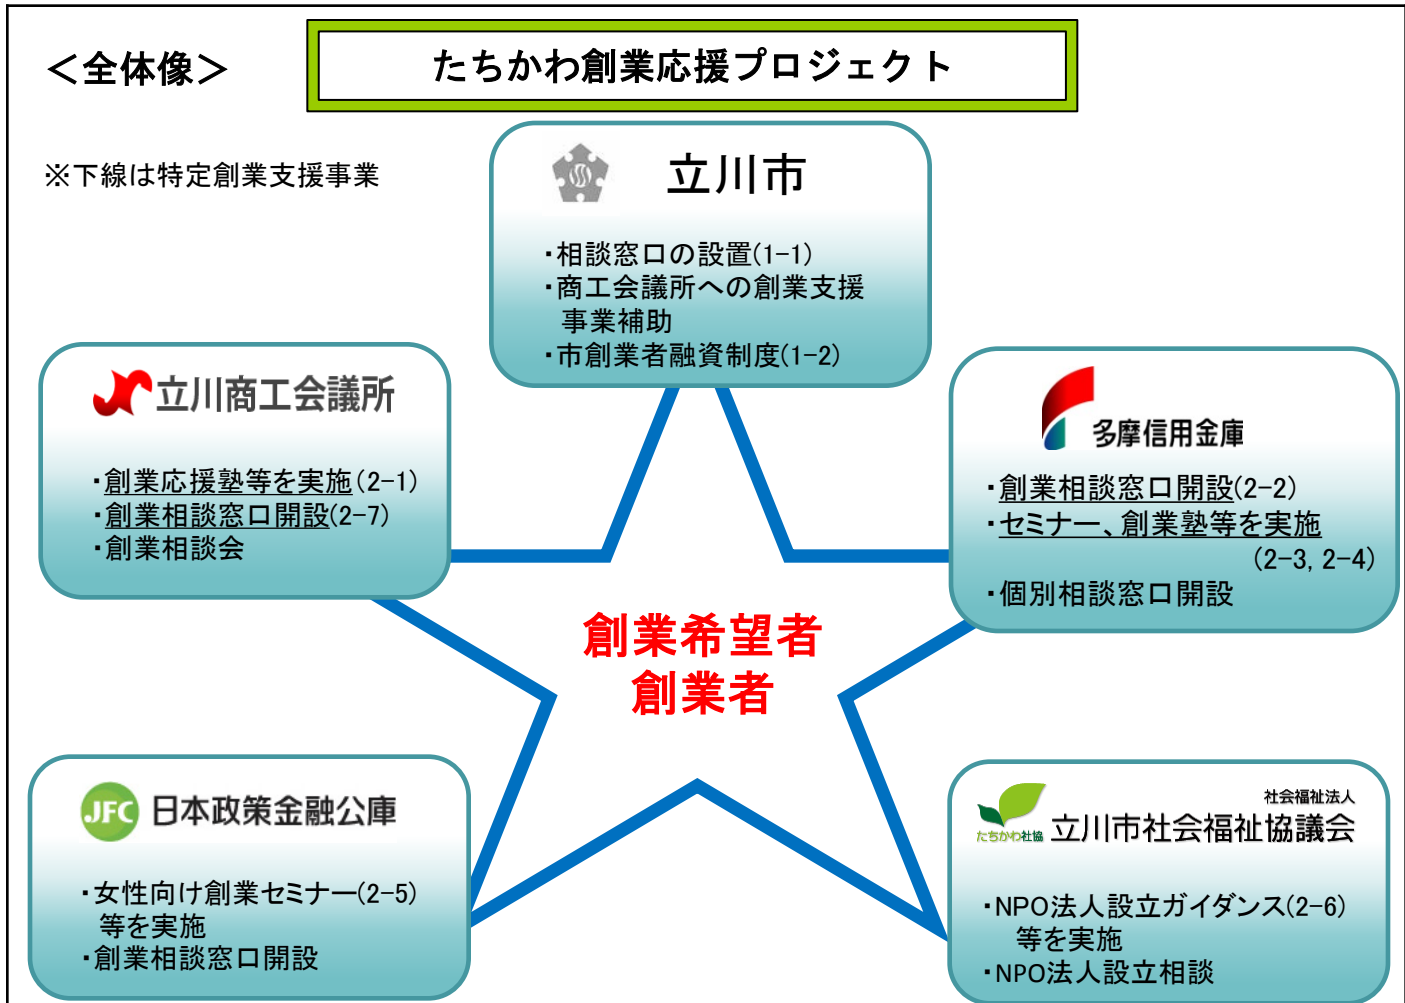 ＜全体像＞
たちかわ創業応援プロジェクト
※下線は特定創業支援事業
立川市
・相談窓口の設置(1-1)
・商工会議所への創業支援
事業補助
・市創業者融資制度(1-2)
立川商工会議所
・創業応援塾等を実施(2-1)
・創業相談窓口開設(2-7)
・創業相談会
多摩信用金庫
・創業相談窓口開設(2-2)
・セミナー、創業塾等を実施
(2-3, 2-4)
・個別相談窓口開設
創業希望者
創業者
JFC 日本政策金融公庫
・女性向け創業セミナー(2-5)
等を実施
・創業相談窓口開設
社会福祉法人
たちかわ社協 立川市社会福祉協議会
・NPO法人設立ガイダンス(2-6)
等を実施
・NPO法人設立相談